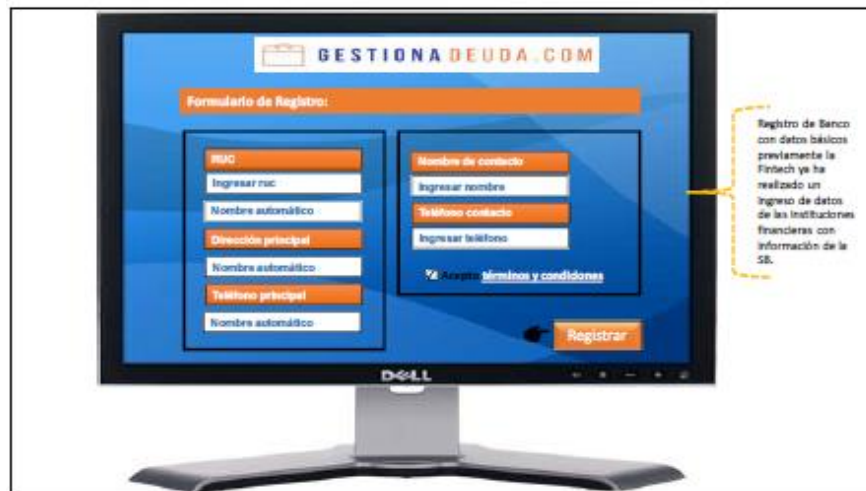 GESTIONADEUDA.COM
Formulario de Registro:
RUC
Ingresar ruc
Nombre automático
Dirección principal
Nombre automático
Teléfono principal
Nombre automático
Nombre de contacto
Ingresar nombre
Teléfono contacto
Ingresar teléfono
Acepto términos y condiciones
Registrar
DELL
Registro de Banco
con datos básicos
previamente la
Fintech ya ha
realizado un
ingreso de datos
de las instituciones
financieras con
información de la
SB.